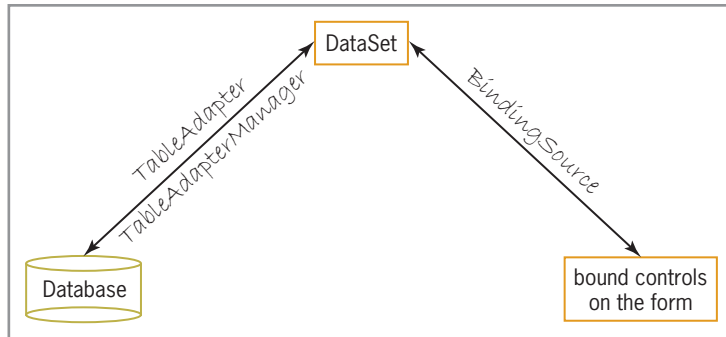 DataSet
TableAdapter
TableAdapterManager
BindingSource
Database
bound controls
on the form